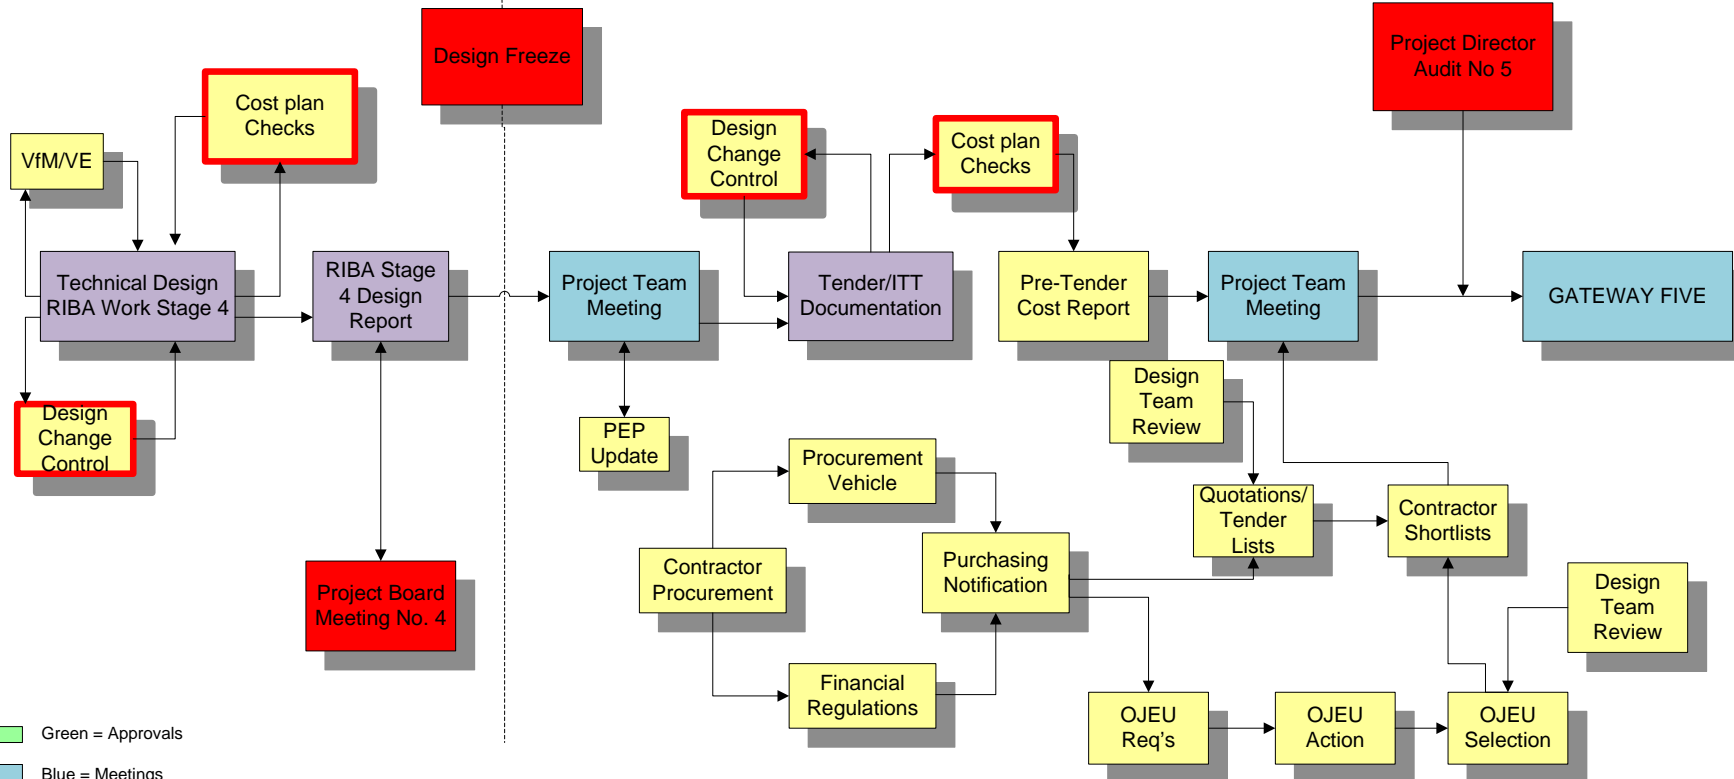 Design Freeze
Project Director
Audit No 5
Cost plan
Checks
VfM/VE
Design
Change
Control
Cost plan
Checks
Technical Design
RIBA Work Stage 4
RIBA Stage
4 Design
Report
Project Team
Meeting
Tender/ITT
Documentation
Pre-Tender
Cost Report
Project Team
Meeting
GATEWAY FIVE
Design
Change
Control
PEP
Update
Design
Team
Review
Procurement
Vehicle
Quotations/
Tender
Lists
Contractor
Shortlists
Project Board
Meeting No. 4
Contractor
Procurement
Purchasing
Notification
Design
Team
Review
Financial
Regulations
OJEU
Req's
OJEU
Action
OJEU
Selection
Green = Approvals
Blue = Meetings